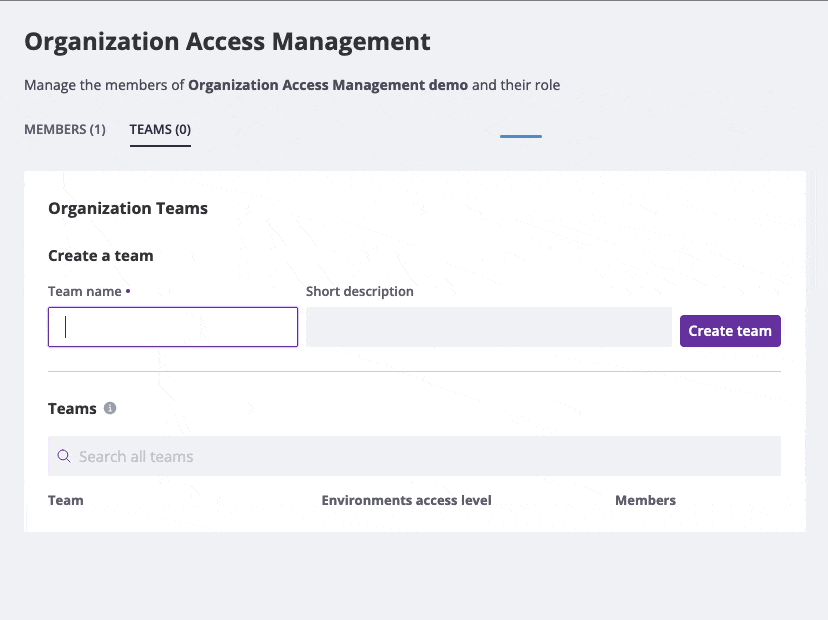 Organization Access Management
Manage the members of Organization Access Management demo and their role
MEMBERS (1) TEAMS (0)
Organization Teams
Create a team
Team name • Short description
Create team
Teams
Search all teams
Team Environments access level Members